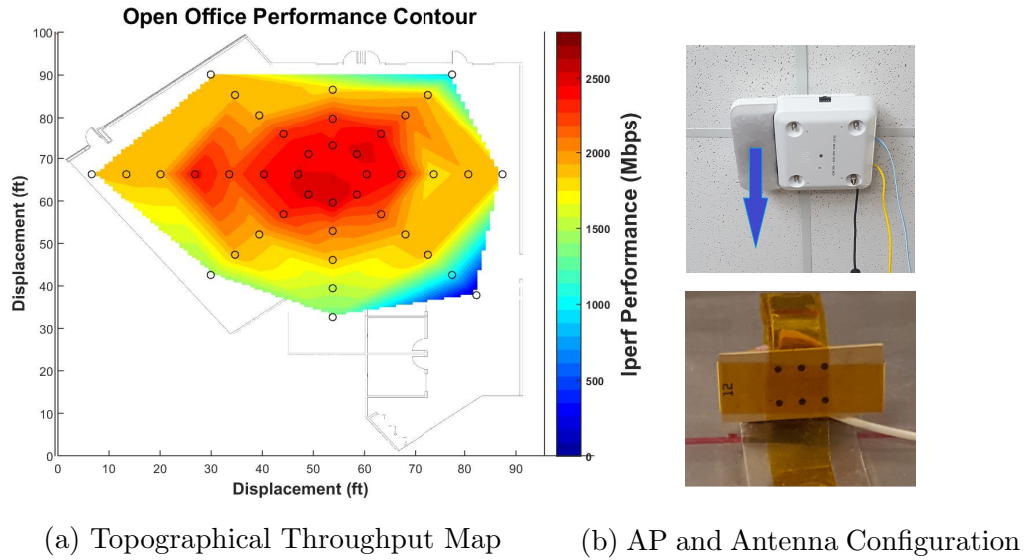 Open Office Performance Contour
100
90
80
70
60
50
40
30
20
10
0
Displacement (ft)
0 10 20 30 40 50 60 70 80 90
Displacement (ft)
2500
2000
1500
1000
500
0
Iperf Performance (Mbps)
12
(a) Topographical Throughput Map
(b) AP and Antenna Configuration